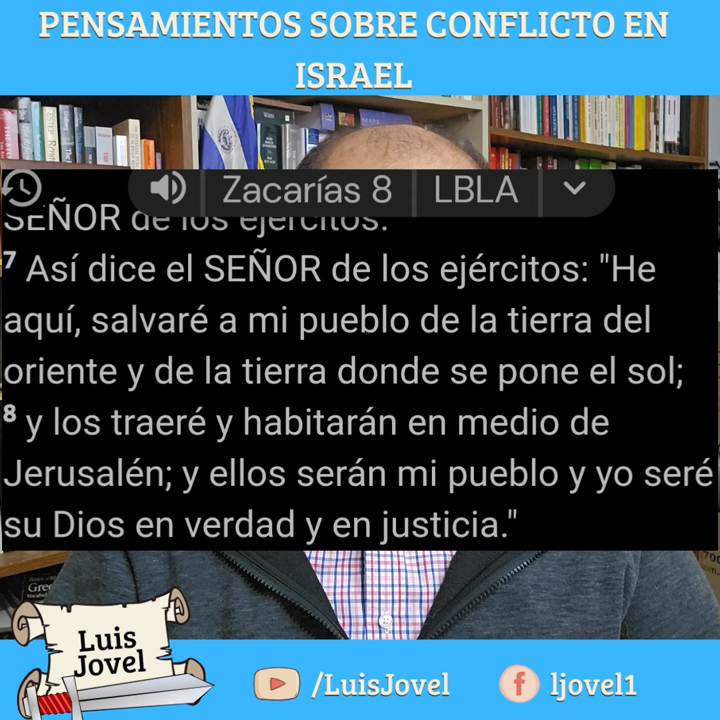 PENSAMIENTOS SOBRE CONFLICTO EN
ISRAEL
Zacarías 8 LBLA
SEÑOR de los ejércitos.
7 Así dice el SEÑOR de los ejércitos: "He
aquí, salvaré a mi pueblo de la tierra del
oriente y de la tierra donde se pone el sol;
8 y los traeré y habitarán en medio de
Jerusalén; y ellos serán mi pueblo y yo seré
su Dios en verdad y en justicia."
Luis
Jovel
/LuisJovel
ljovel1